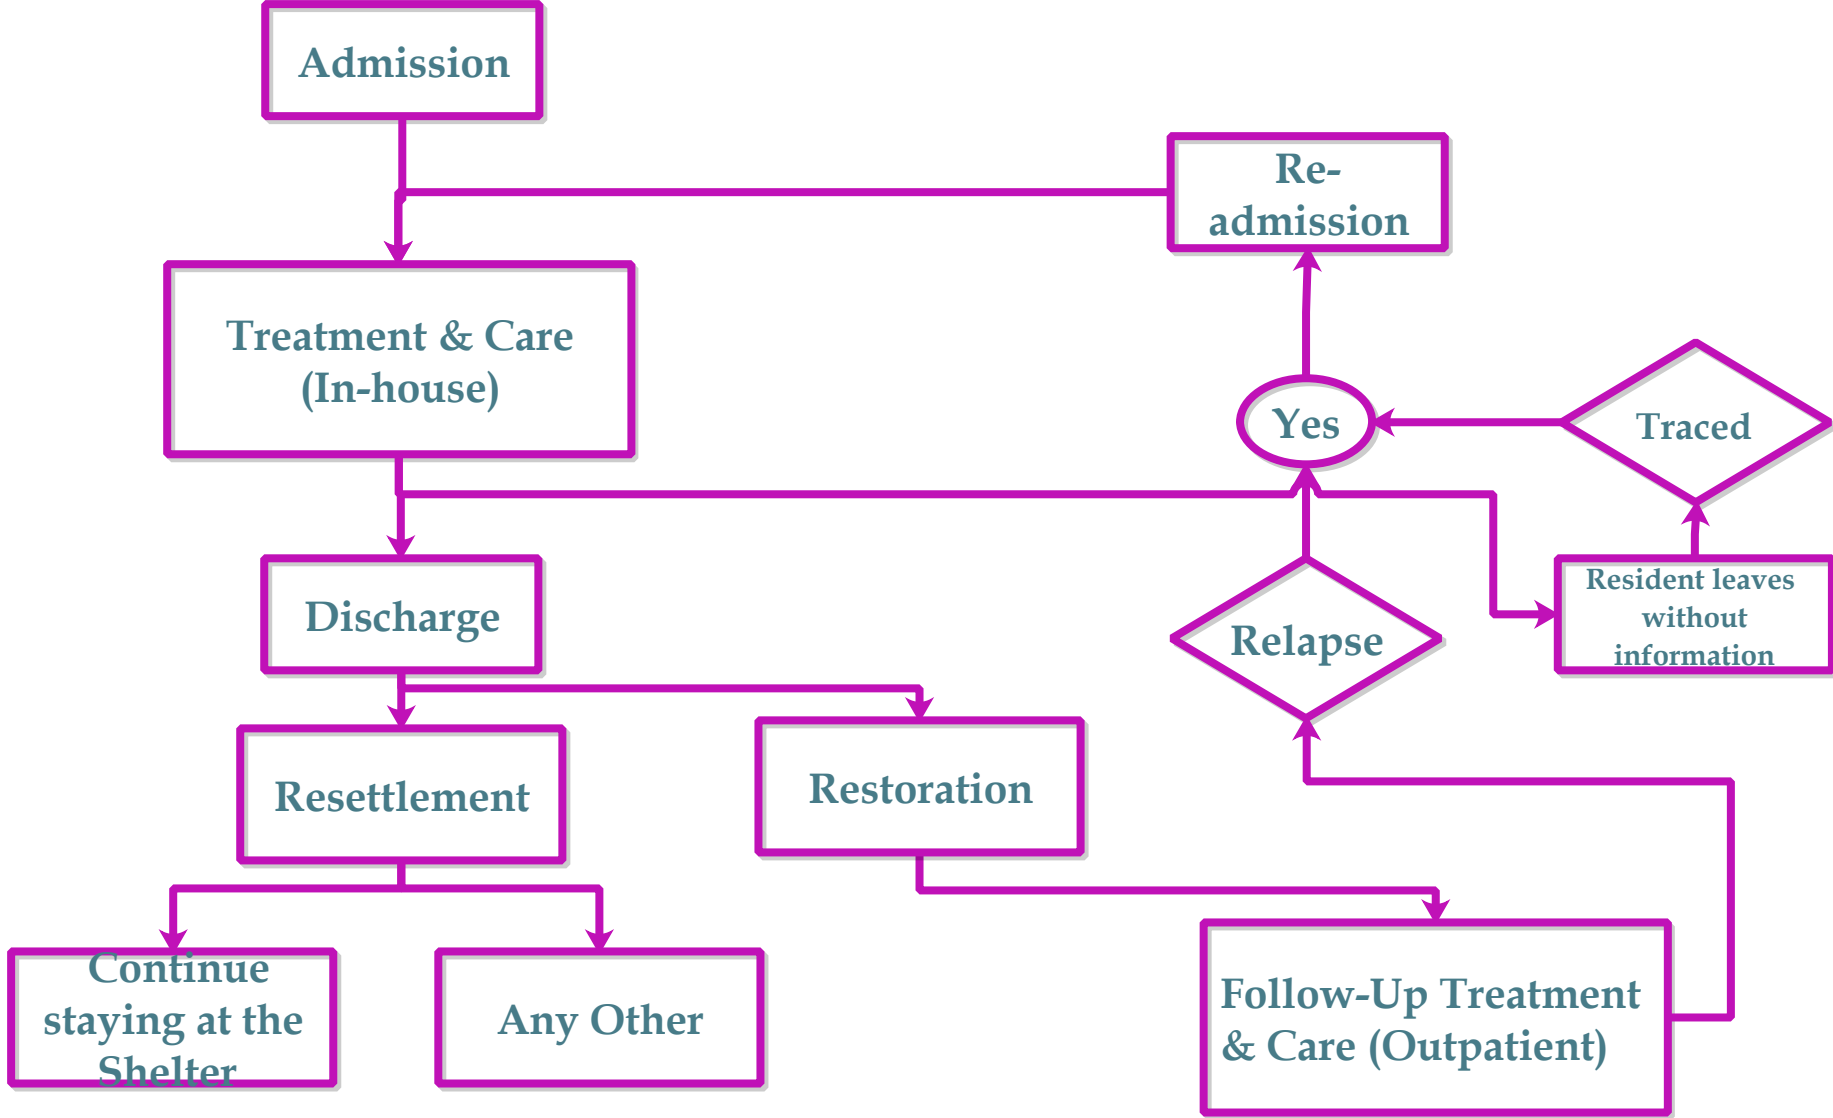 Admission
Re-
admission
Treatment & Care
(In-house)
Yes
Traced
Discharge
Relapse
Resident leaves
without
information
Resettlement
Restoration
Continue
staying at the
Shelter
Any Other
Follow-Up Treatment
& Care (Outpatient)